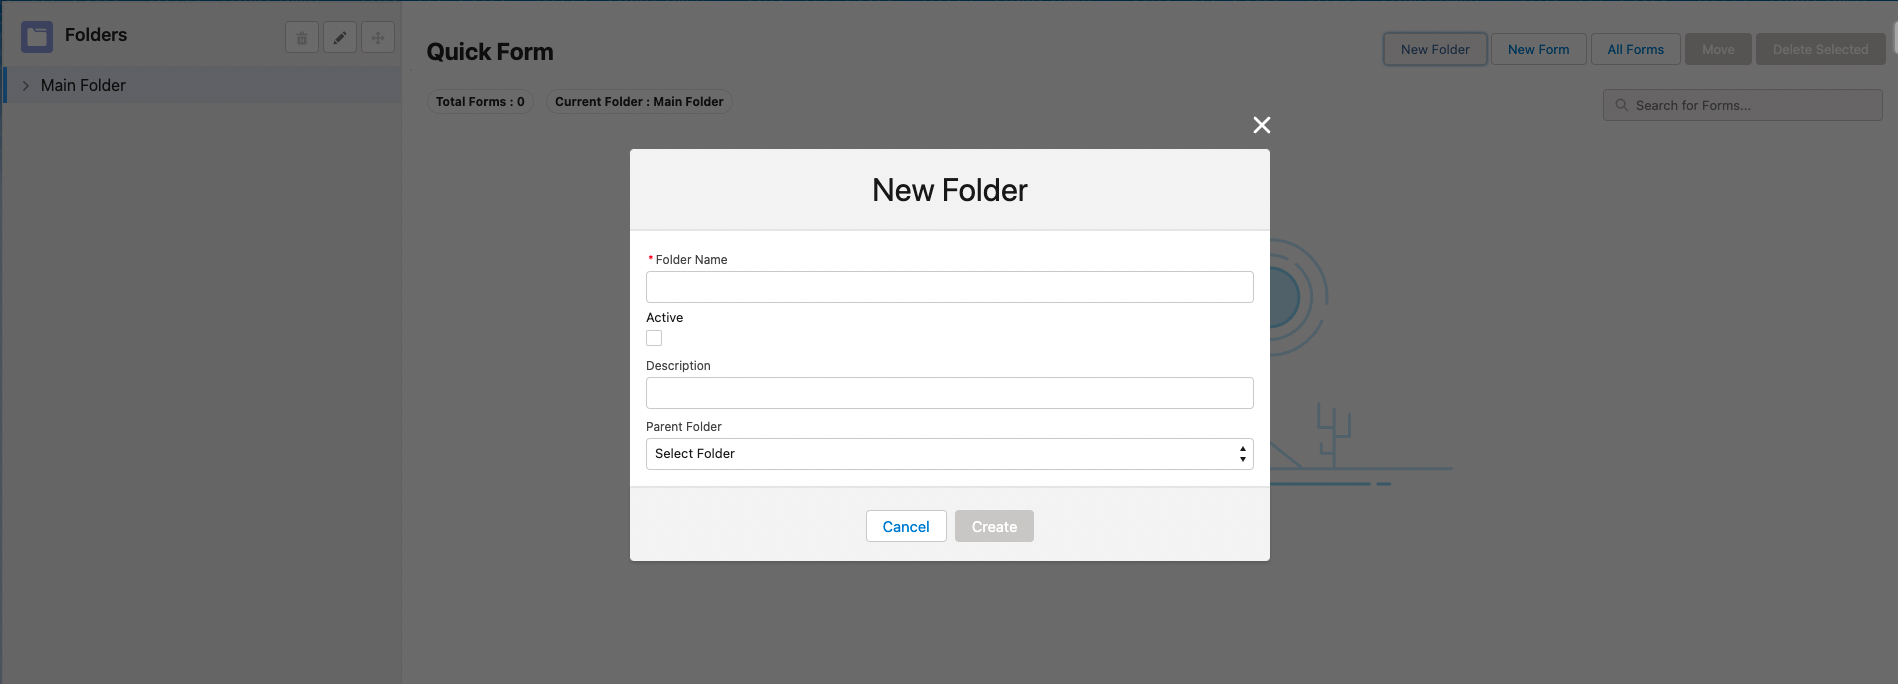 Folders
Main Folder
Quick Form
New Folder
New Form
All Forms
Move
Delete Selected
Total Forms : 0
Current Folder : Main Folder
Search for Forms...
New Folder
* Folder Name
Active
Description
Parent Folder
Select Folder
Cancel
Create